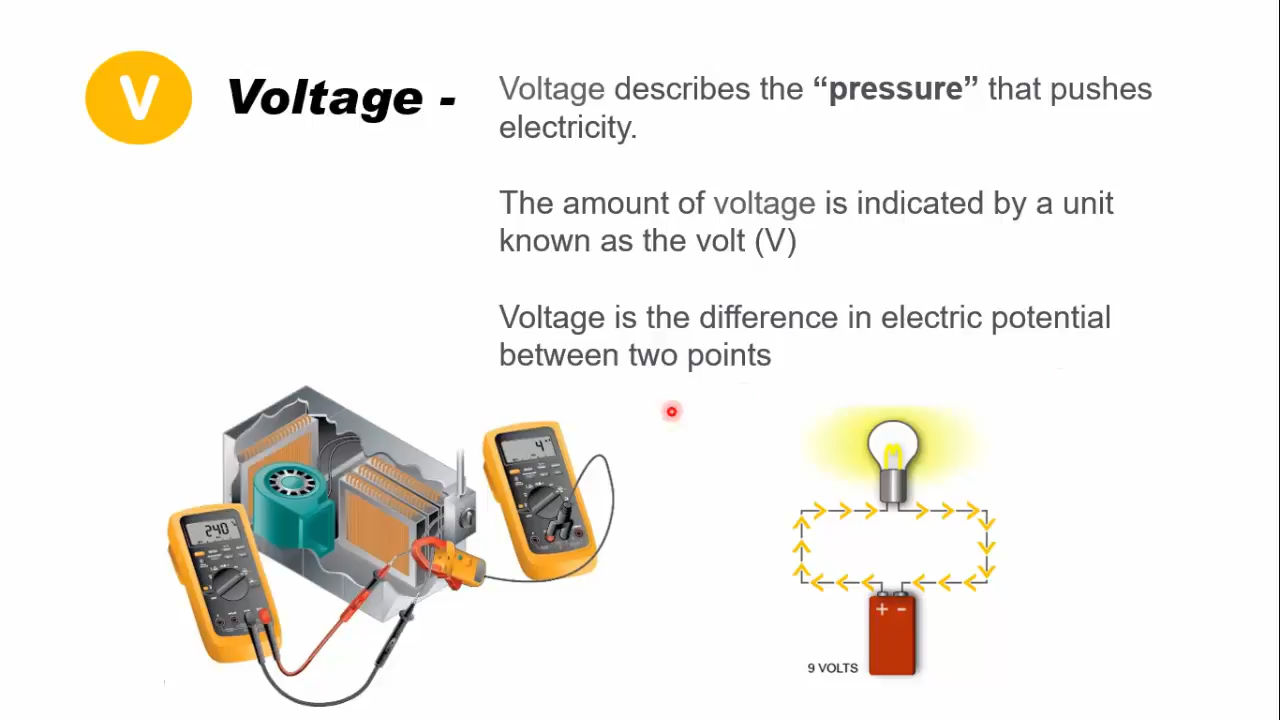 V
Voltage -
Voltage describes the “pressure” that pushes
electricity.
The amount of voltage is indicated by a unit
known as the volt (V)
Voltage is the difference in electric potential
between two points
240
4
+ -
9 VOLTS